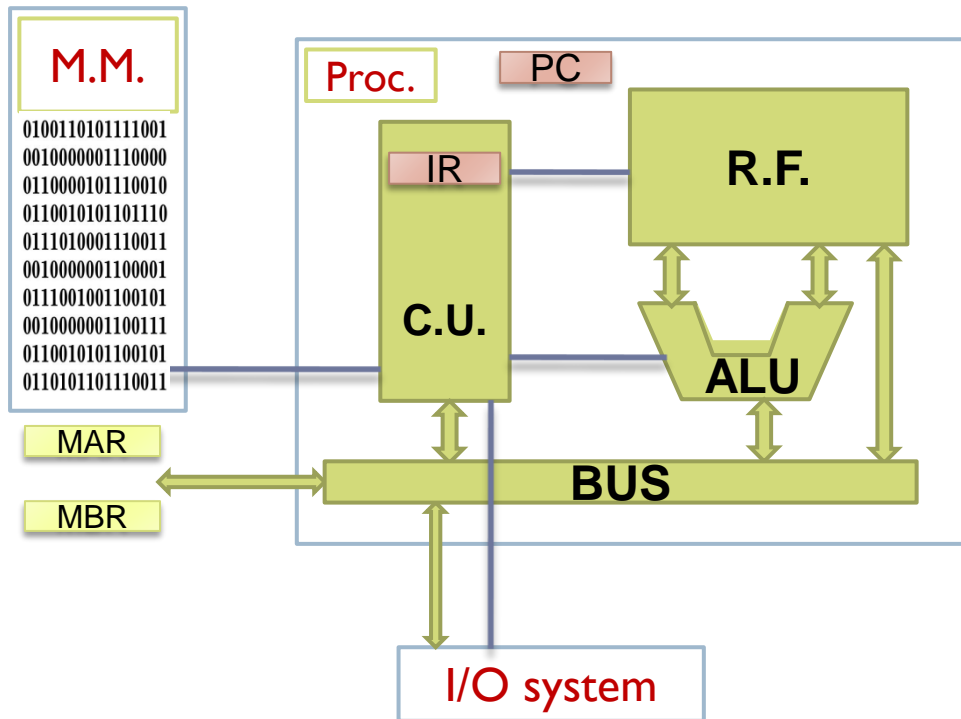 M.M.
0100110101111001
0010000001110000
0110000101110010
0110010101101110
0111010001110011
0010000001100001
0111001001100101
0010000001100111
0110010101100101
0110101101110011
MAR
MBR
Proc.
PC
IR
C.U.
R.F.
ALU
BUS
I/O system